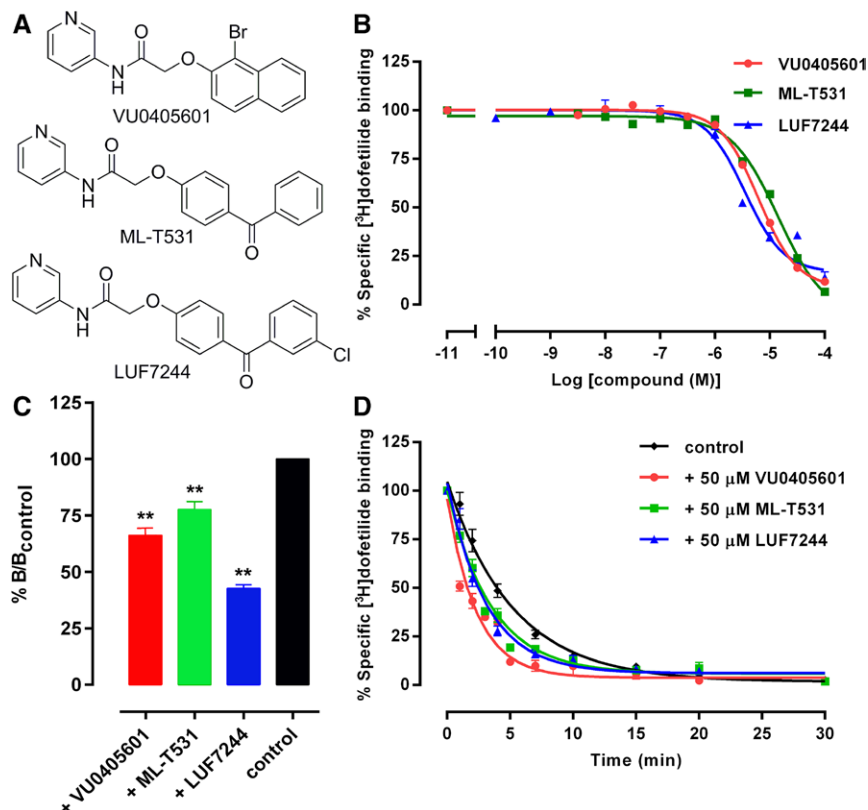 A
N
N
H
O
O
Br
VU0405601
N
N
H
O
O
O
ML-T531
N
N
H
O
O
O
Cl
LUF7244
B
% Specific [³H]dofetilide binding
125
100
75
50
25
0
-11
-10
-9
-8
-7
-6
-5
-4
Log [compound (M)]
VU0405601
ML-T531
LUF7244
C
% B/Bcontrol
125
100
75
50
25
0
**
**
**
+ VU0405601
+ ML-T531
+ LUF7244
control
D
% Specific [³H]dofetilide binding
125
100
75
50
25
0
0
5
10
15
20
25
30
Time (min)
control
+ 50 μM VU0405601
+ 50 μM ML-T531
+ 50 μM LUF7244